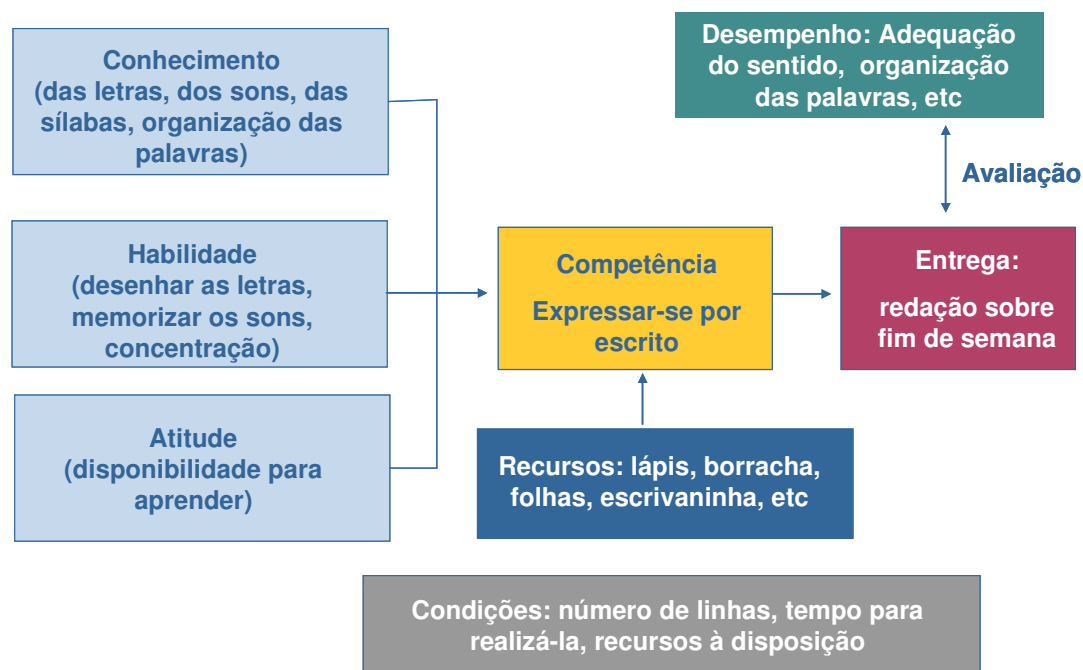 Conhecimento
(das letras, dos sons, das
sílabas, organização das
palavras)
Habilidade
(desenhar as letras,
memorizar os sons,
concentração)
Atitude
(disponibilidade para
aprender)
Competência
Expressar-se por
escrito
Recursos: lápis, borracha,
folhas, escrivaninha, etc
Desempenho: Adequação
do sentido, organização
das palavras, etc
Avaliação
Entrega:
redação sobre
fim de semana
Condições: número de linhas, tempo para
realizá-la, recursos à disposição